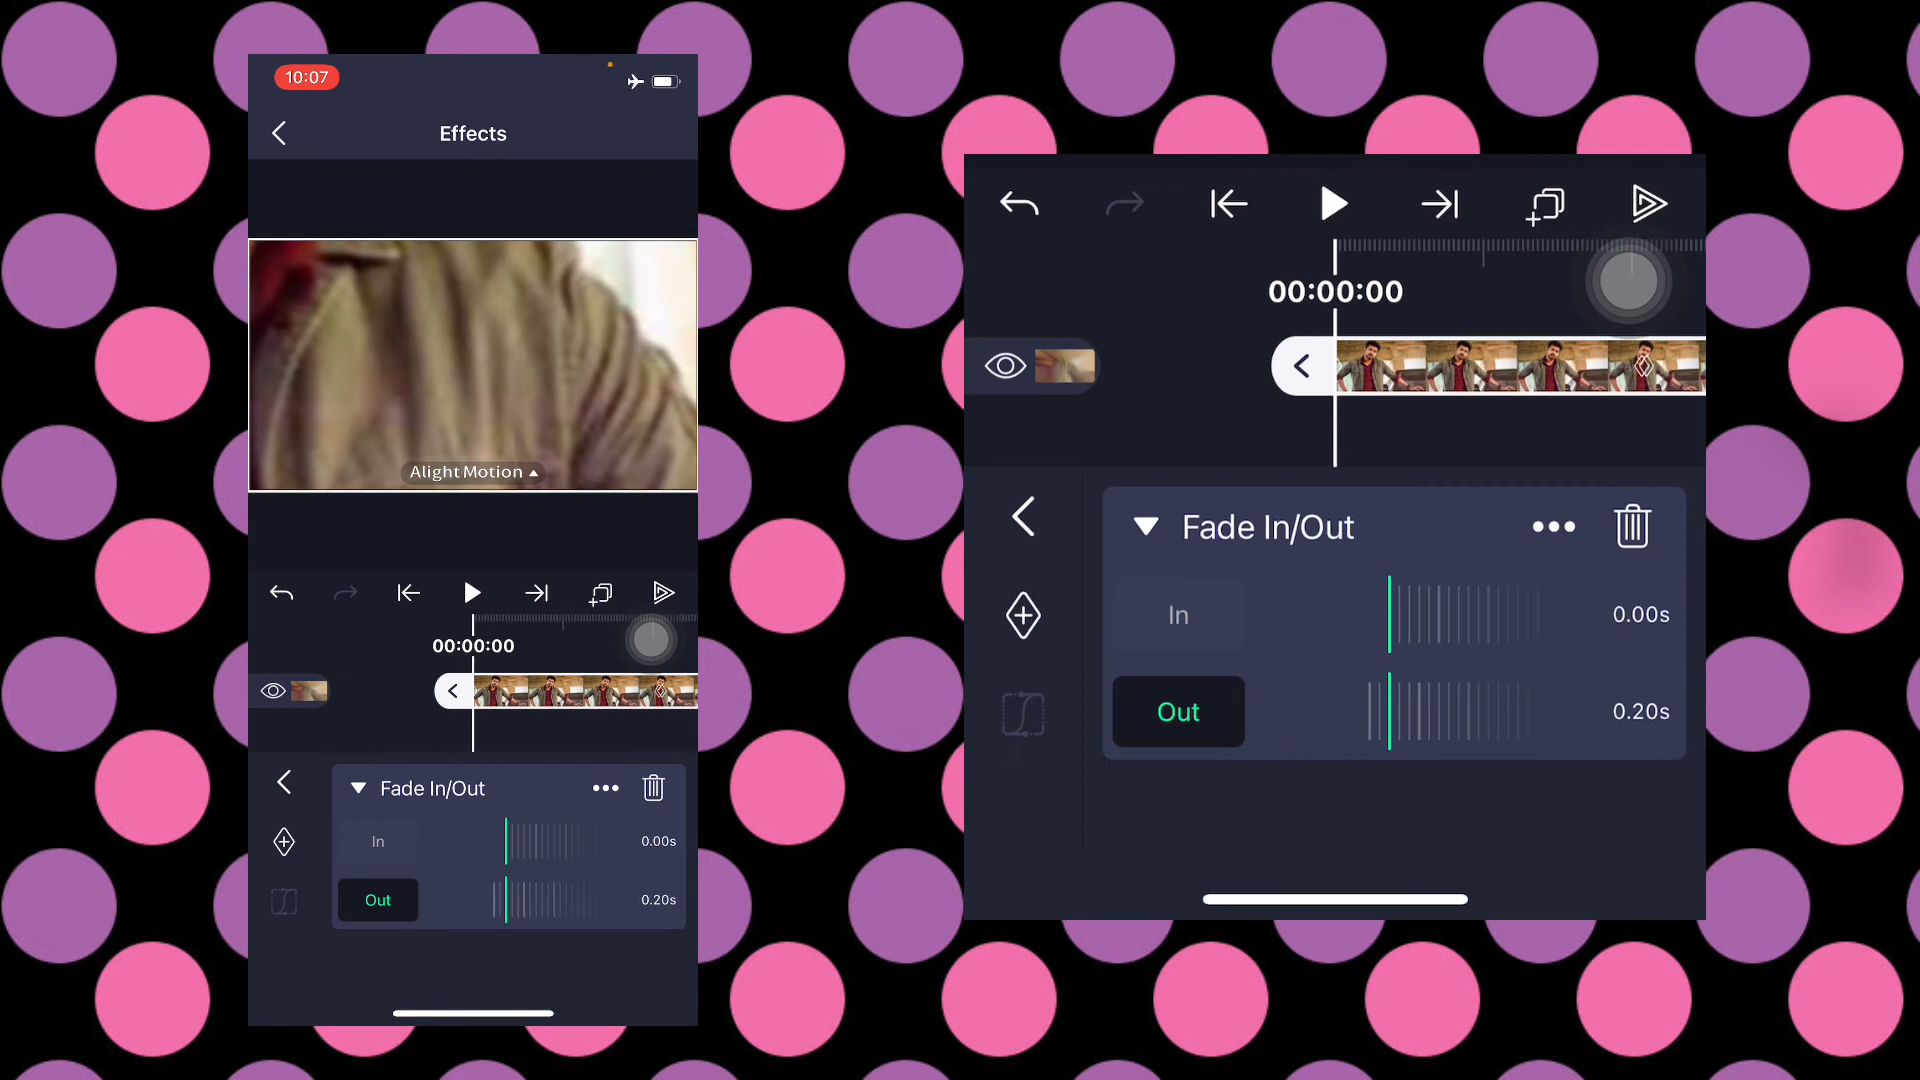 10:07
Effects
Alight Motion
00:00:00
Fade In/Out
In
0.00s
Out
0.20s
00:00:00
Fade In/Out
In
0.00s
Out
0.20s